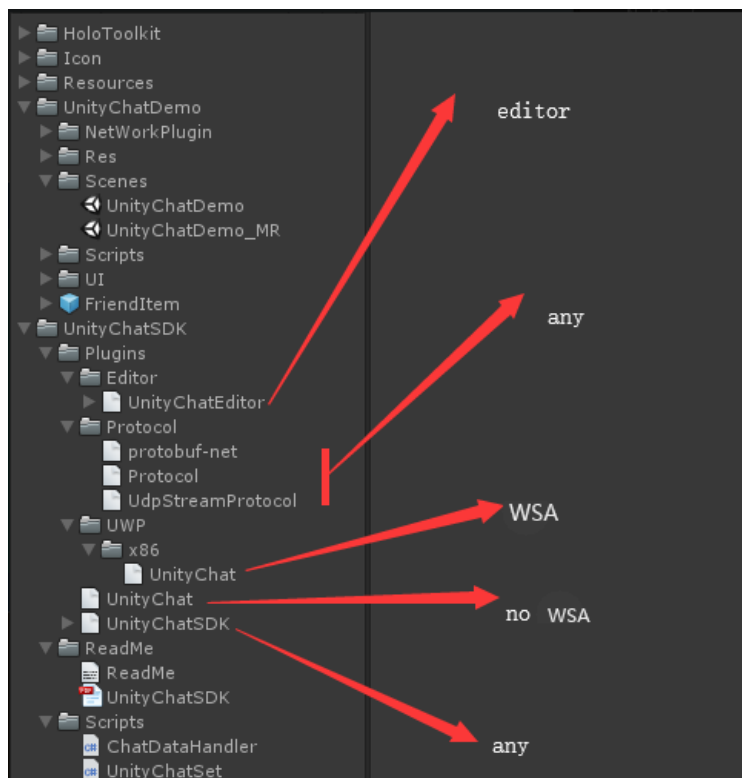 HoloToolkit
Icon
Resources
UnityChatDemo
editor
NetWorkPlugin
Res
Scenes
UnityChatDemo
UnityChatDemo_MR
Scripts
UI
FriendItem
any
UnityChatSDK
Plugins
Editor
UnityChatEditor
Protocol
protobuf-net
Protocol
UdpStreamProtocol
WSA
UWP
x86
UnityChat
UnityChat
no WSA
UnityChatSDK
ReadMe
ReadMe
UnityChatSDK
Scripts
ChatDataHandler
any
UnityChatSet